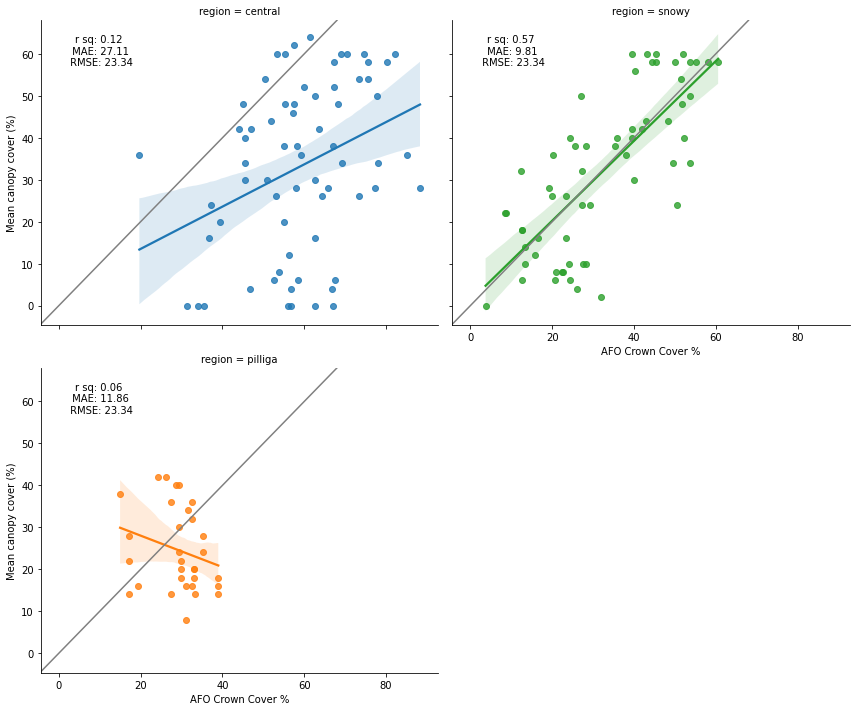 region = central
r sq: 0.12
MAE: 27.11
RMSE: 23.34
60
50
40
30
20
10
0
Mean canopy cover (%)
region = snowy
r sq: 0.57
MAE: 9.81
RMSE: 23.34
0 20 40 60 80
AFO Crown Cover %
region = pilliga
r sq: 0.06
MAE: 11.86
RMSE: 23.34
60
50
40
30
20
10
0
Mean canopy cover (%)
0 20 40 60 80
AFO Crown Cover %